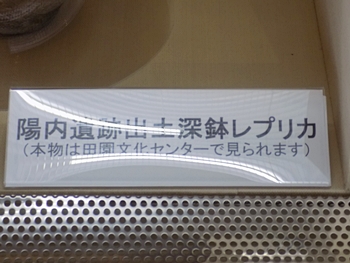 陽内遺跡出土深鉢レプリカ
（本物は田園文化センターで見られます）